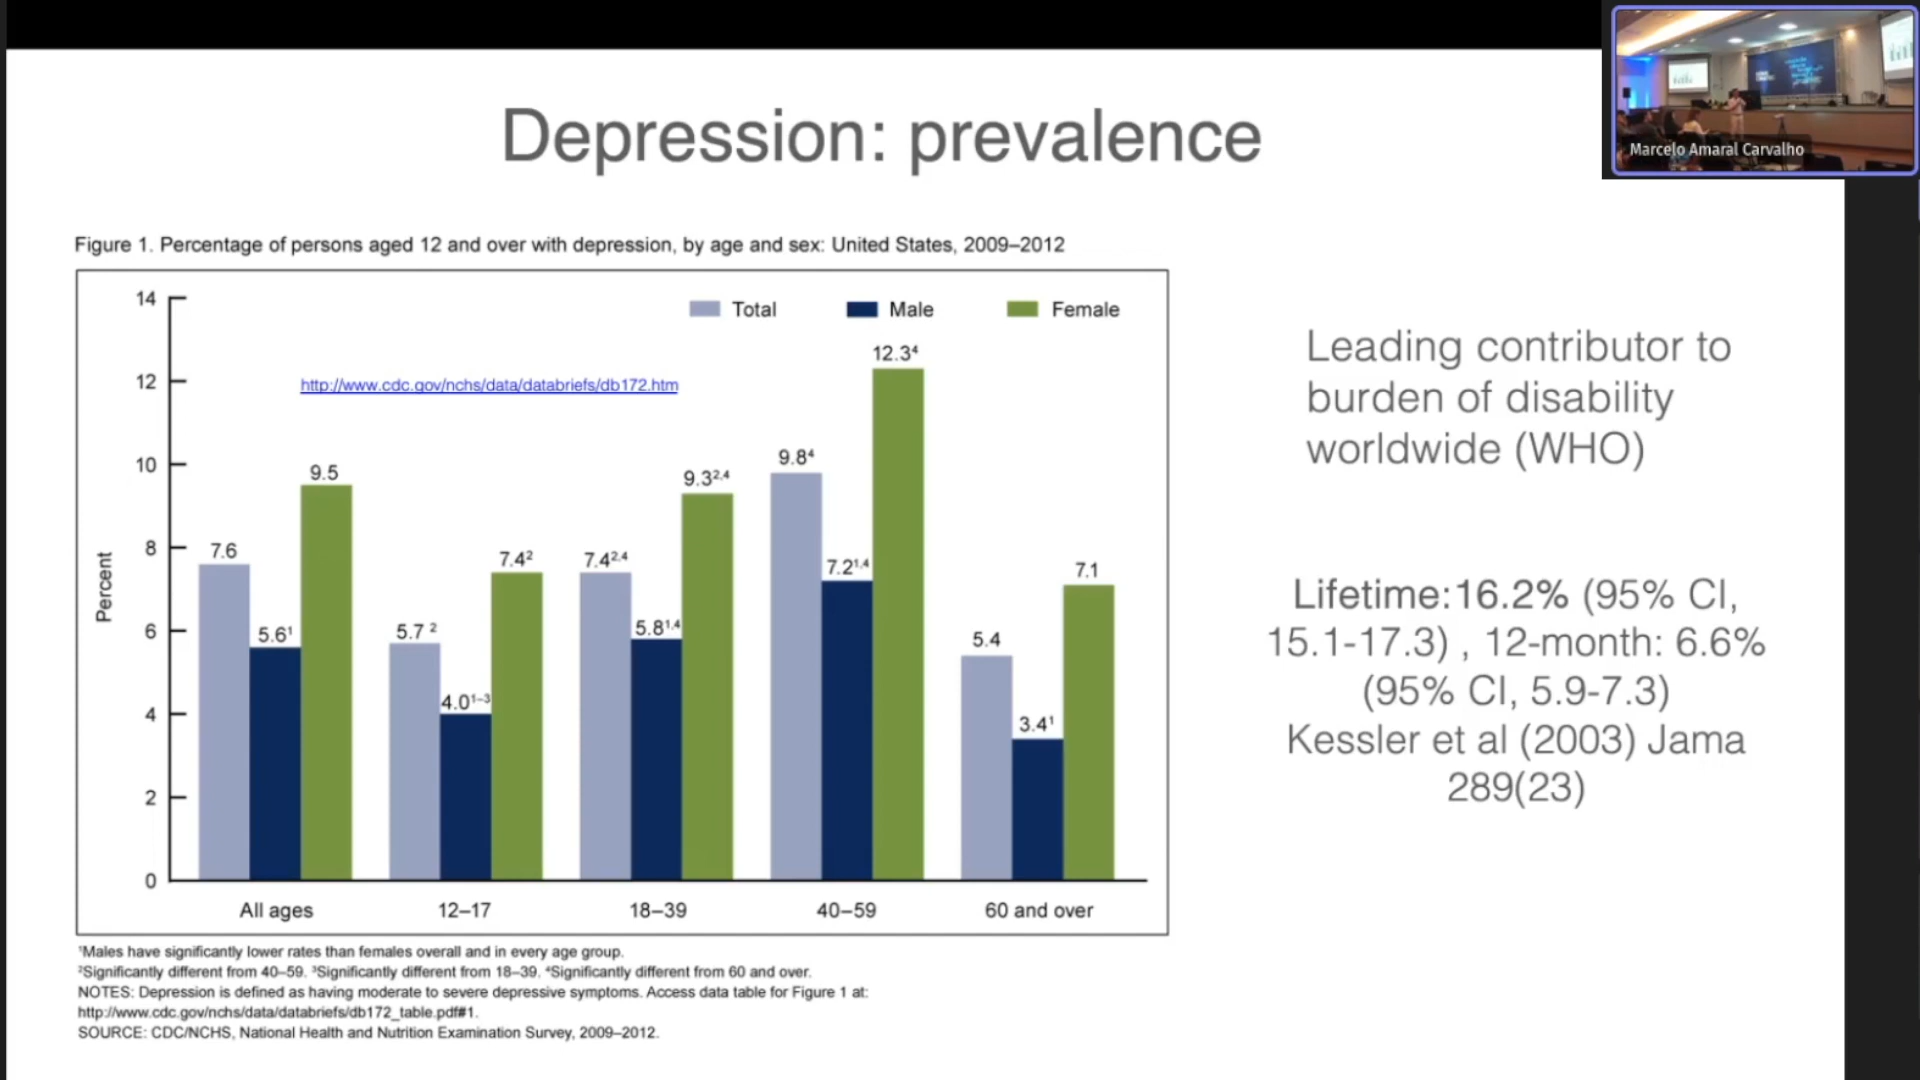 Marcelo Amaral Carvalho
Depression: prevalence
Figure 1. Percentage of persons aged 12 and over with depression, by age and sex: United States, 2009–2012
14
12
10
8
6
4
2
0
Percent
Total
Male
Female
http://www.cdc.gov/nchs/data/databriefs/db172.htm
7.6
5.6¹
9.5
5.7 ²
4.0¹⁻³
7.4²
7.4²·⁴
5.8¹·⁴
9.3²·⁴
9.8⁴
7.2¹·⁴
12.3⁴
5.4
3.4¹
7.1
All ages
12–17
18–39
40–59
60 and over
¹Males have significantly lower rates than females overall and in every age group.
²Significantly different from 40–59. ³Significantly different from 18–39. ⁴Significantly different from 60 and over.
NOTES: Depression is defined as having moderate to severe depressive symptoms. Access data table for Figure 1 at:
http://www.cdc.gov/nchs/data/databriefs/db172_table.pdf#1.
SOURCE: CDC/NCHS, National Health and Nutrition Examination Survey, 2009–2012.
Leading contributor to
burden of disability
worldwide (WHO)
Lifetime:16.2% (95% CI,
15.1-17.3) , 12-month: 6.6%
(95% CI, 5.9-7.3)
Kessler et al (2003) Jama
289(23)